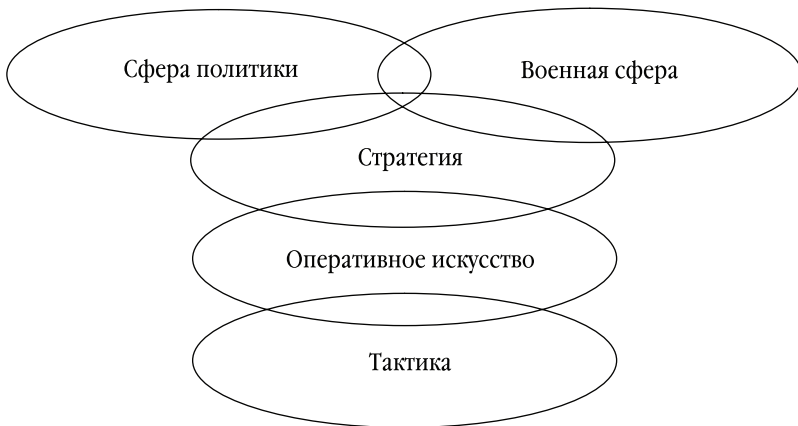 Сфера политики
Военная сфера
Стратегия
Оперативное искусство
Тактика